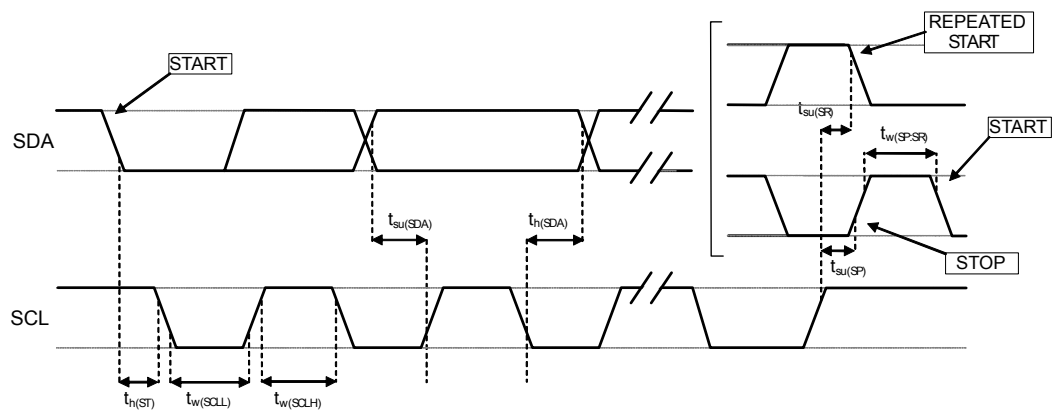 REPEATED
START
START
t_su(SR)
START
SDA
t_w(SP:SR)
t_su(SDA)
t_h(SDA)
t_su(SP)
STOP
SCL
t_h(ST)
t_w(SCLL)
t_w(SCLH)